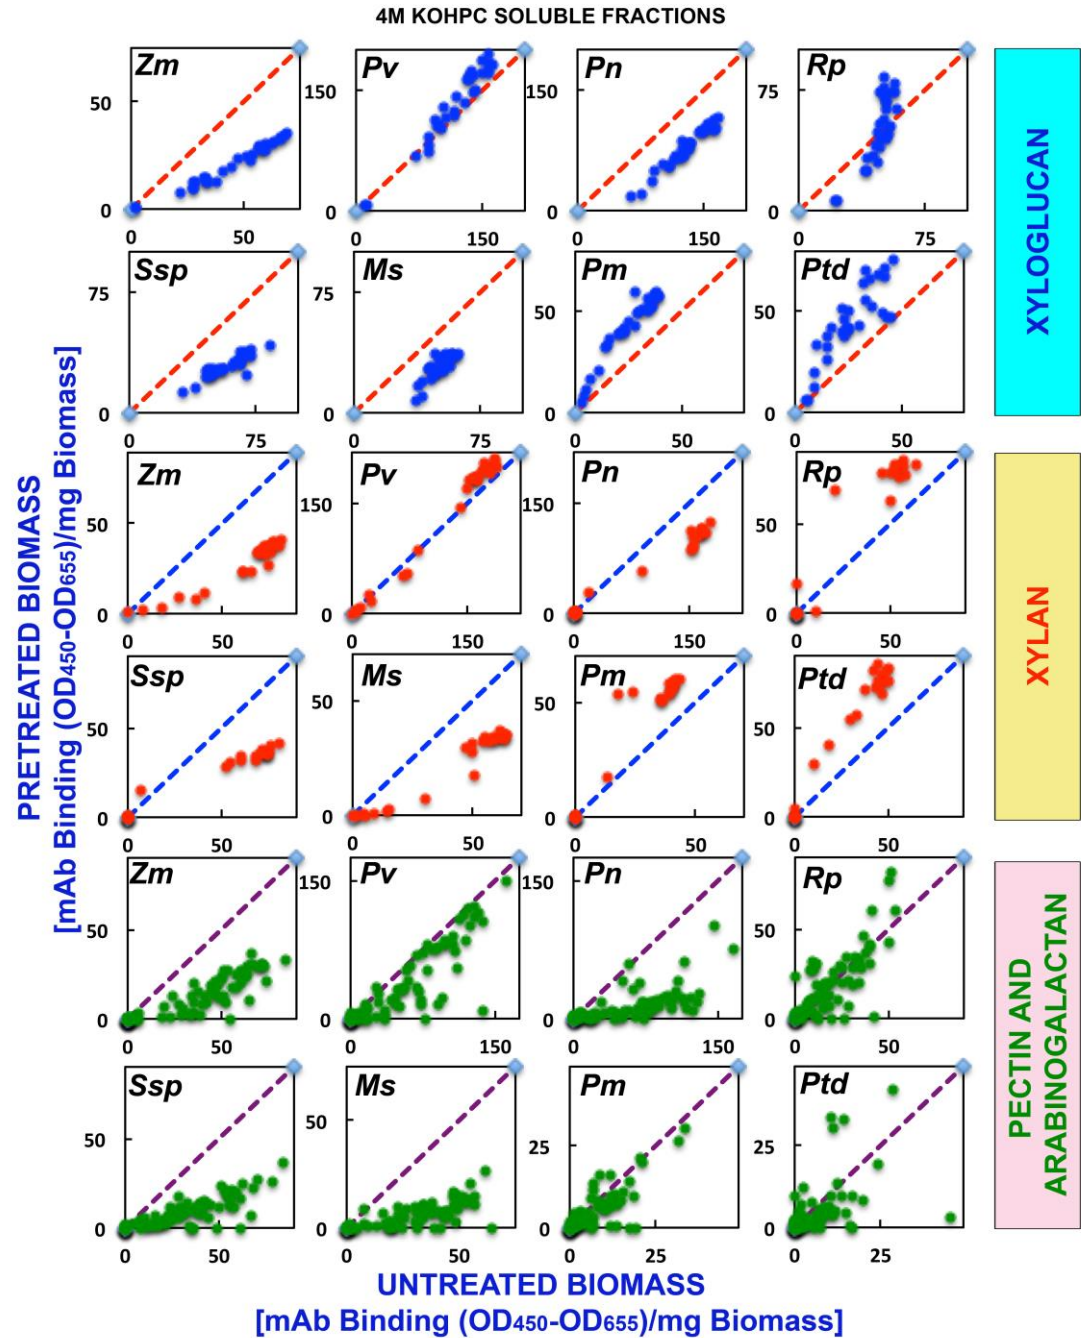 4M KOHPC SOLUBLE FRACTIONS
Zm Pv Pn Rp
50 150 150 75
0 0 0 0
0 50 0 150 0 150 0 75
Ssp Ms Pm Ptd
75 75 50 50
0 0 0 0
0 75 0 75 0 50 0 50
XYLOGLUCAN
Zm Pv Pn Rp
50 150 150 50
0 0 0 0
0 50 0 150 0 150 0 50
Ssp Ms Pm Ptd
50 50 50 50
0 0 0 0
0 50 0 50 0 50 0 50
XYLAN
Zm Pv Pn Rp
50 150 150 50
0 0 0 0
0 50 0 150 0 150 0 50
Ssp Ms Pm Ptd
50 50 25 25
0 0 0 0
0 50 0 50 0 25 0 25
PECTIN AND
ARABINOGALACTAN
PRETREATED BIOMASS
[mAb Binding (OD450-OD655)/mg Biomass]
UNTREATED BIOMASS
[mAb Binding (OD450-OD655)/mg Biomass]